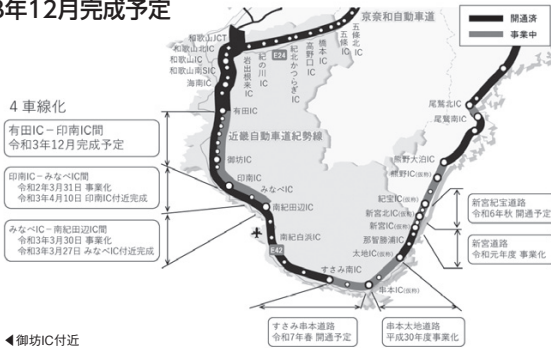 3年12月完成予定
京奈和自動車道
開通済
事業中
和歌山JCT
和歌山北IC
和歌山IC
和歌山南SIC
海南IC
岩出根来IC
紀の川IC
E24
紀北かつらぎIC
高野口IC
橋本IC
五條IC
五條北IC
4車線化
有田IC
有田IC－印南IC間
令和3年12月完成予定
近畿自動車道紀勢線
御坊IC
印南IC
みなべIC
印南IC－みなべIC間
令和2年3月31日 事業化
令和3年4月10日 印南IC付近完成
南紀田辺IC
みなべIC－南紀田辺IC間
令和3年3月30日 事業化
令和3年3月27日 みなべIC付近完成
南紀白浜IC
E42
すさみ南IC
串本IC(仮称)
尾鷲北IC
尾鷲南IC
熊野大泊IC
熊野IC(仮称)
紀宝IC(仮称)
新宮北IC(仮称)
新宮IC(仮称)
那智勝浦IC
太地IC(仮称)
新宮紀宝道路
令和6年秋 開通予定
新宮道路
令和元年度 事業化
すさみ串本道路
令和7年春 開通予定
串本太地道路
平成30年度事業化
◀御坊IC付近